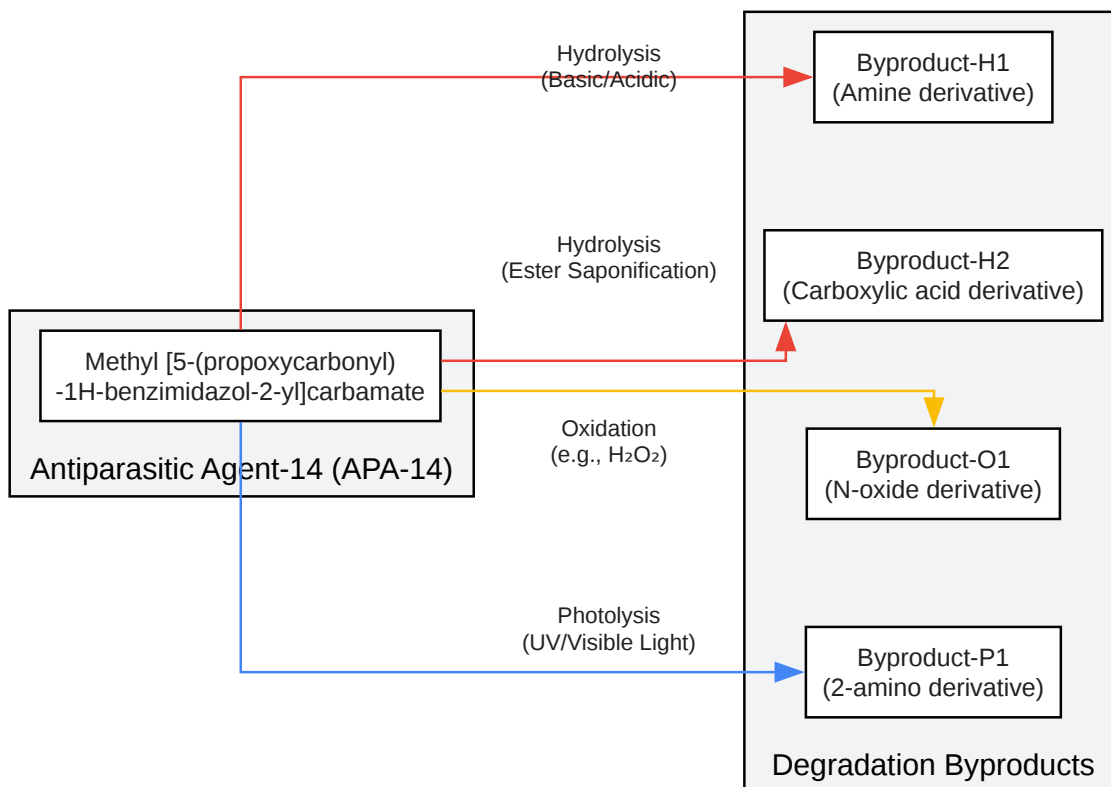 Hydrolysis
(Basic/Acidic)
Byproduct-H1
(Amine derivative)
Hydrolysis
(Ester Saponification)
Byproduct-H2
(Carboxylic acid derivative)
Methyl [5-(propoxycarbonyl)
-1H-benzimidazol-2-yl]carbamate
Antiparasitic Agent-14 (APA-14)
Oxidation
(e.g., H₂O₂)
Byproduct-O1
(N-oxide derivative)
Photolysis
(UV/Visible Light)
Byproduct-P1
(2-amino derivative)
Degradation Byproducts